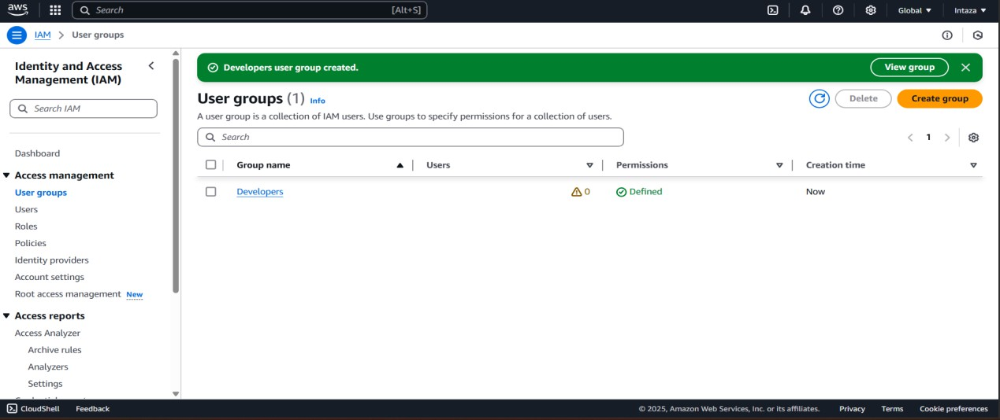 aws
Search [Alt+S]
Global ▼
Intaza ▼
IAM > User groups
Identity and Access Management (IAM)
Search IAM
Dashboard
Access management
User groups
Users
Roles
Policies
Identity providers
Account settings
Root access management New
Access reports
Access Analyzer
Archive rules
Analyzers
Settings
Developers user group created.
View group
User groups (1) Info
Delete
Create group
A user group is a collection of IAM users. Use groups to specify permissions for a collection of users.
Search
1
Group name Users Permissions Creation time
Developers 0 Defined Now
CloudShell Feedback © 2025, Amazon Web Services, Inc. or its affiliates. Privacy Terms Cookie preferences